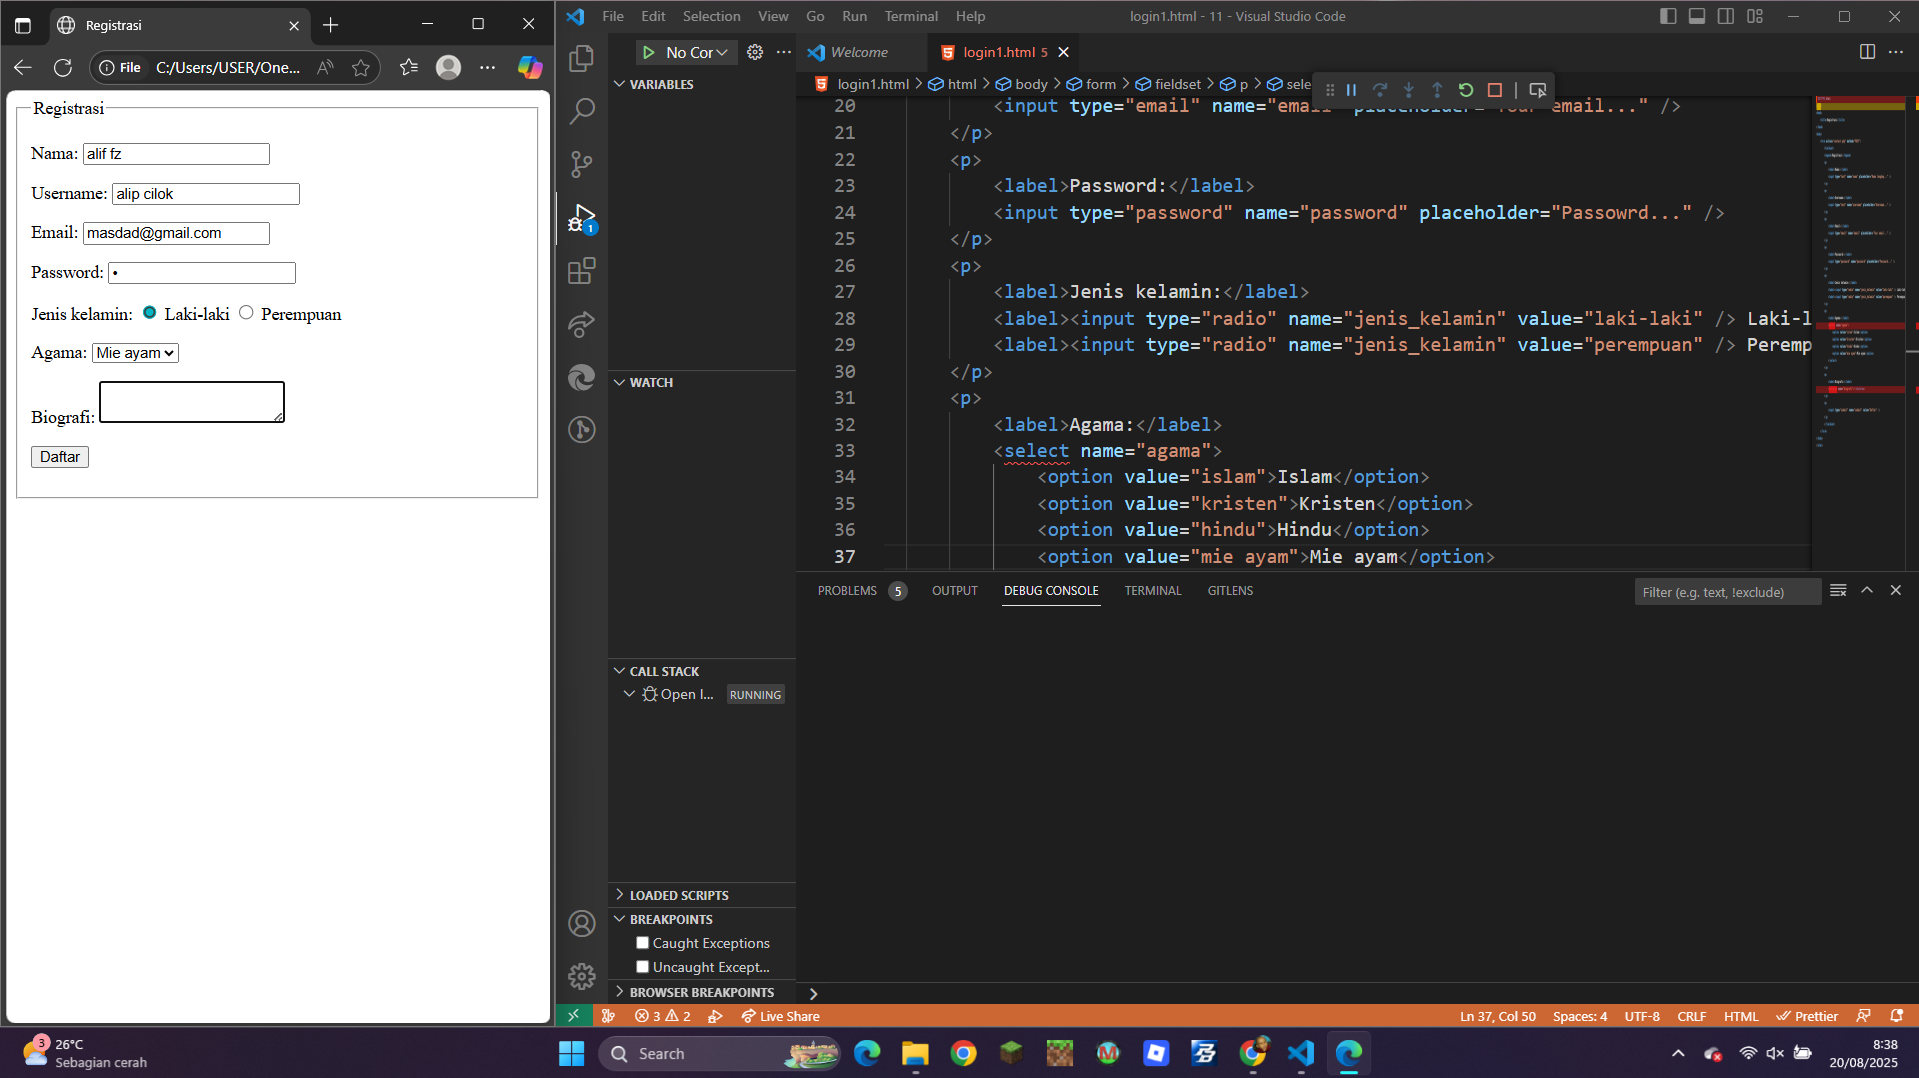 Registrasi
File C:/Users/USER/One...
Registrasi
Nama: alif fz
Username: alip cilok
Email: masdad@gmail.com
Password: •
Jenis kelamin: Laki-laki Perempuan
Agama: Mie ayam
Biografi:
Daftar
File Edit Selection View Go Run Terminal Help
login1.html - 11 - Visual Studio Code
No Cor
Welcome
login1.html 5
VARIABLES
WATCH
CALL STACK
Open I... RUNNING
LOADED SCRIPTS
BREAKPOINTS
Caught Exceptions
Uncaught Except...
BROWSER BREAKPOINTS
1
login1.html > html > body > form > fieldset > p > sele
20 <input type="email" name="email" placeholder="Your email..." />
21 </p>
22 <p>
23 <label>Password:</label>
24 <input type="password" name="password" placeholder="Passowrd..." />
25 </p>
26 <p>
27 <label>Jenis kelamin:</label>
28 <label><input type="radio" name="jenis_kelamin" value="laki-laki" /> Laki-l
29 <label><input type="radio" name="jenis_kelamin" value="perempuan" /> Peremp
30 </p>
31 <p>
32 <label>Agama:</label>
33 <select name="agama">
34 <option value="islam">Islam</option>
35 <option value="kristen">Kristen</option>
36 <option value="hindu">Hindu</option>
37 <option value="mie ayam">Mie ayam</option>
PROBLEMS 5 OUTPUT DEBUG CONSOLE TERMINAL GITLENS
Filter (e.g. text, !exclude)
3 2 Live Share
Ln 37, Col 50 Spaces: 4 UTF-8 CRLF HTML Prettier
3
26°C
Sebagian cerah
Search
8:38
20/08/2025